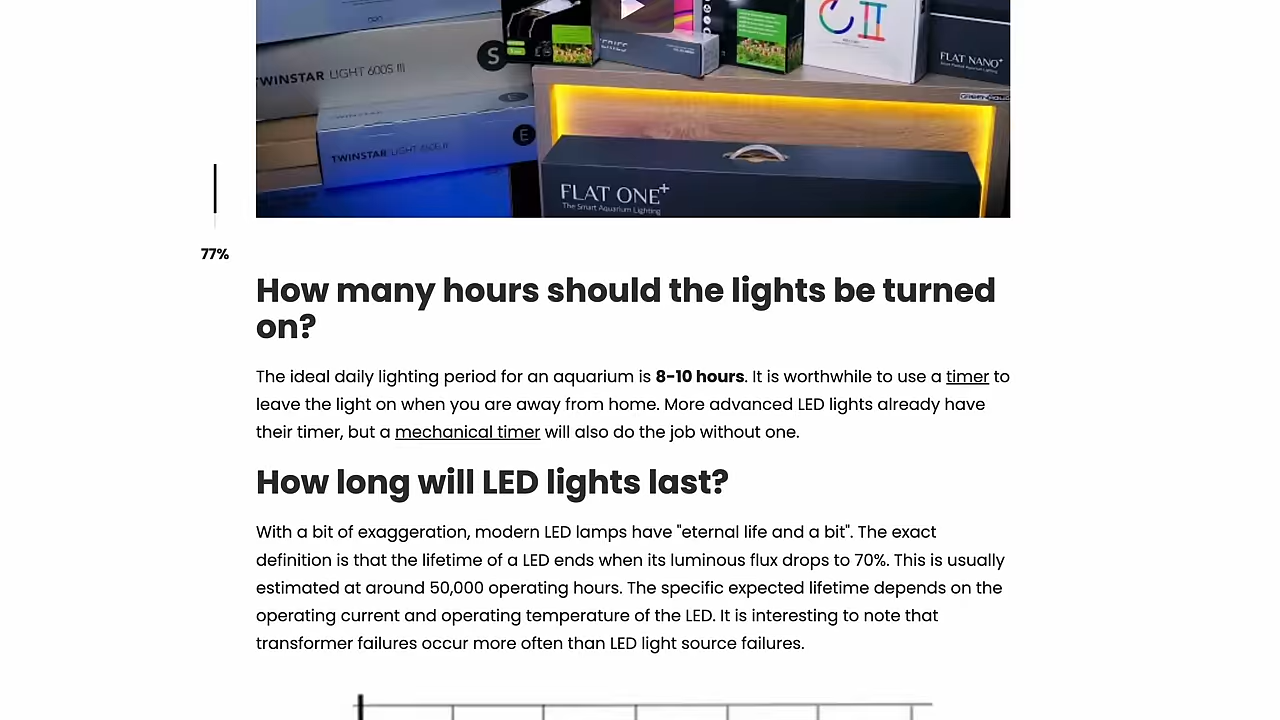 TWINSTAR LIGHT 600S III
S
FLAT NANO+
E
TWINSTAR LIGHT
E
FLAT ONE+
The Smart Aquarium Lighting
77%
How many hours should the lights be turned
on?
The ideal daily lighting period for an aquarium is 8-10 hours. It is worthwhile to use a timer to
leave the light on when you are away from home. More advanced LED lights already have
their timer, but a mechanical timer will also do the job without one.
How long will LED lights last?
With a bit of exaggeration, modern LED lamps have "eternal life and a bit". The exact
definition is that the lifetime of a LED ends when its luminous flux drops to 70%. This is usually
estimated at around 50,000 operating hours. The specific expected lifetime depends on the
operating current and operating temperature of the LED. It is interesting to note that
transformer failures occur more often than LED light source failures.